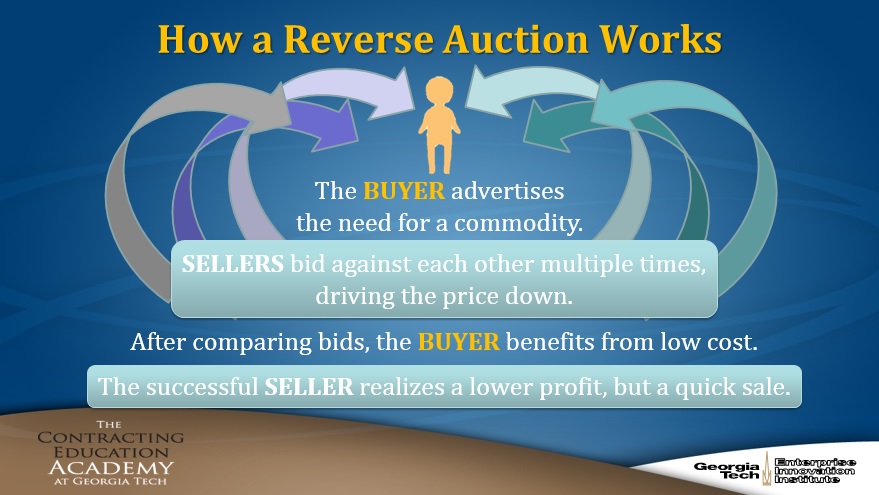 How a Reverse Auction Works
The BUYER advertises
the need for a commodity.
SELLERS bid against each other multiple times,
driving the price down.
After comparing bids, the BUYER benefits from low cost.
The successful SELLER realizes a lower profit, but a quick sale.
THE
CONTRACTING
EDUCATION
ACADEMY
AT GEORGIA TECH
Georgia
Tech
Enterprise
Innovation
Institute